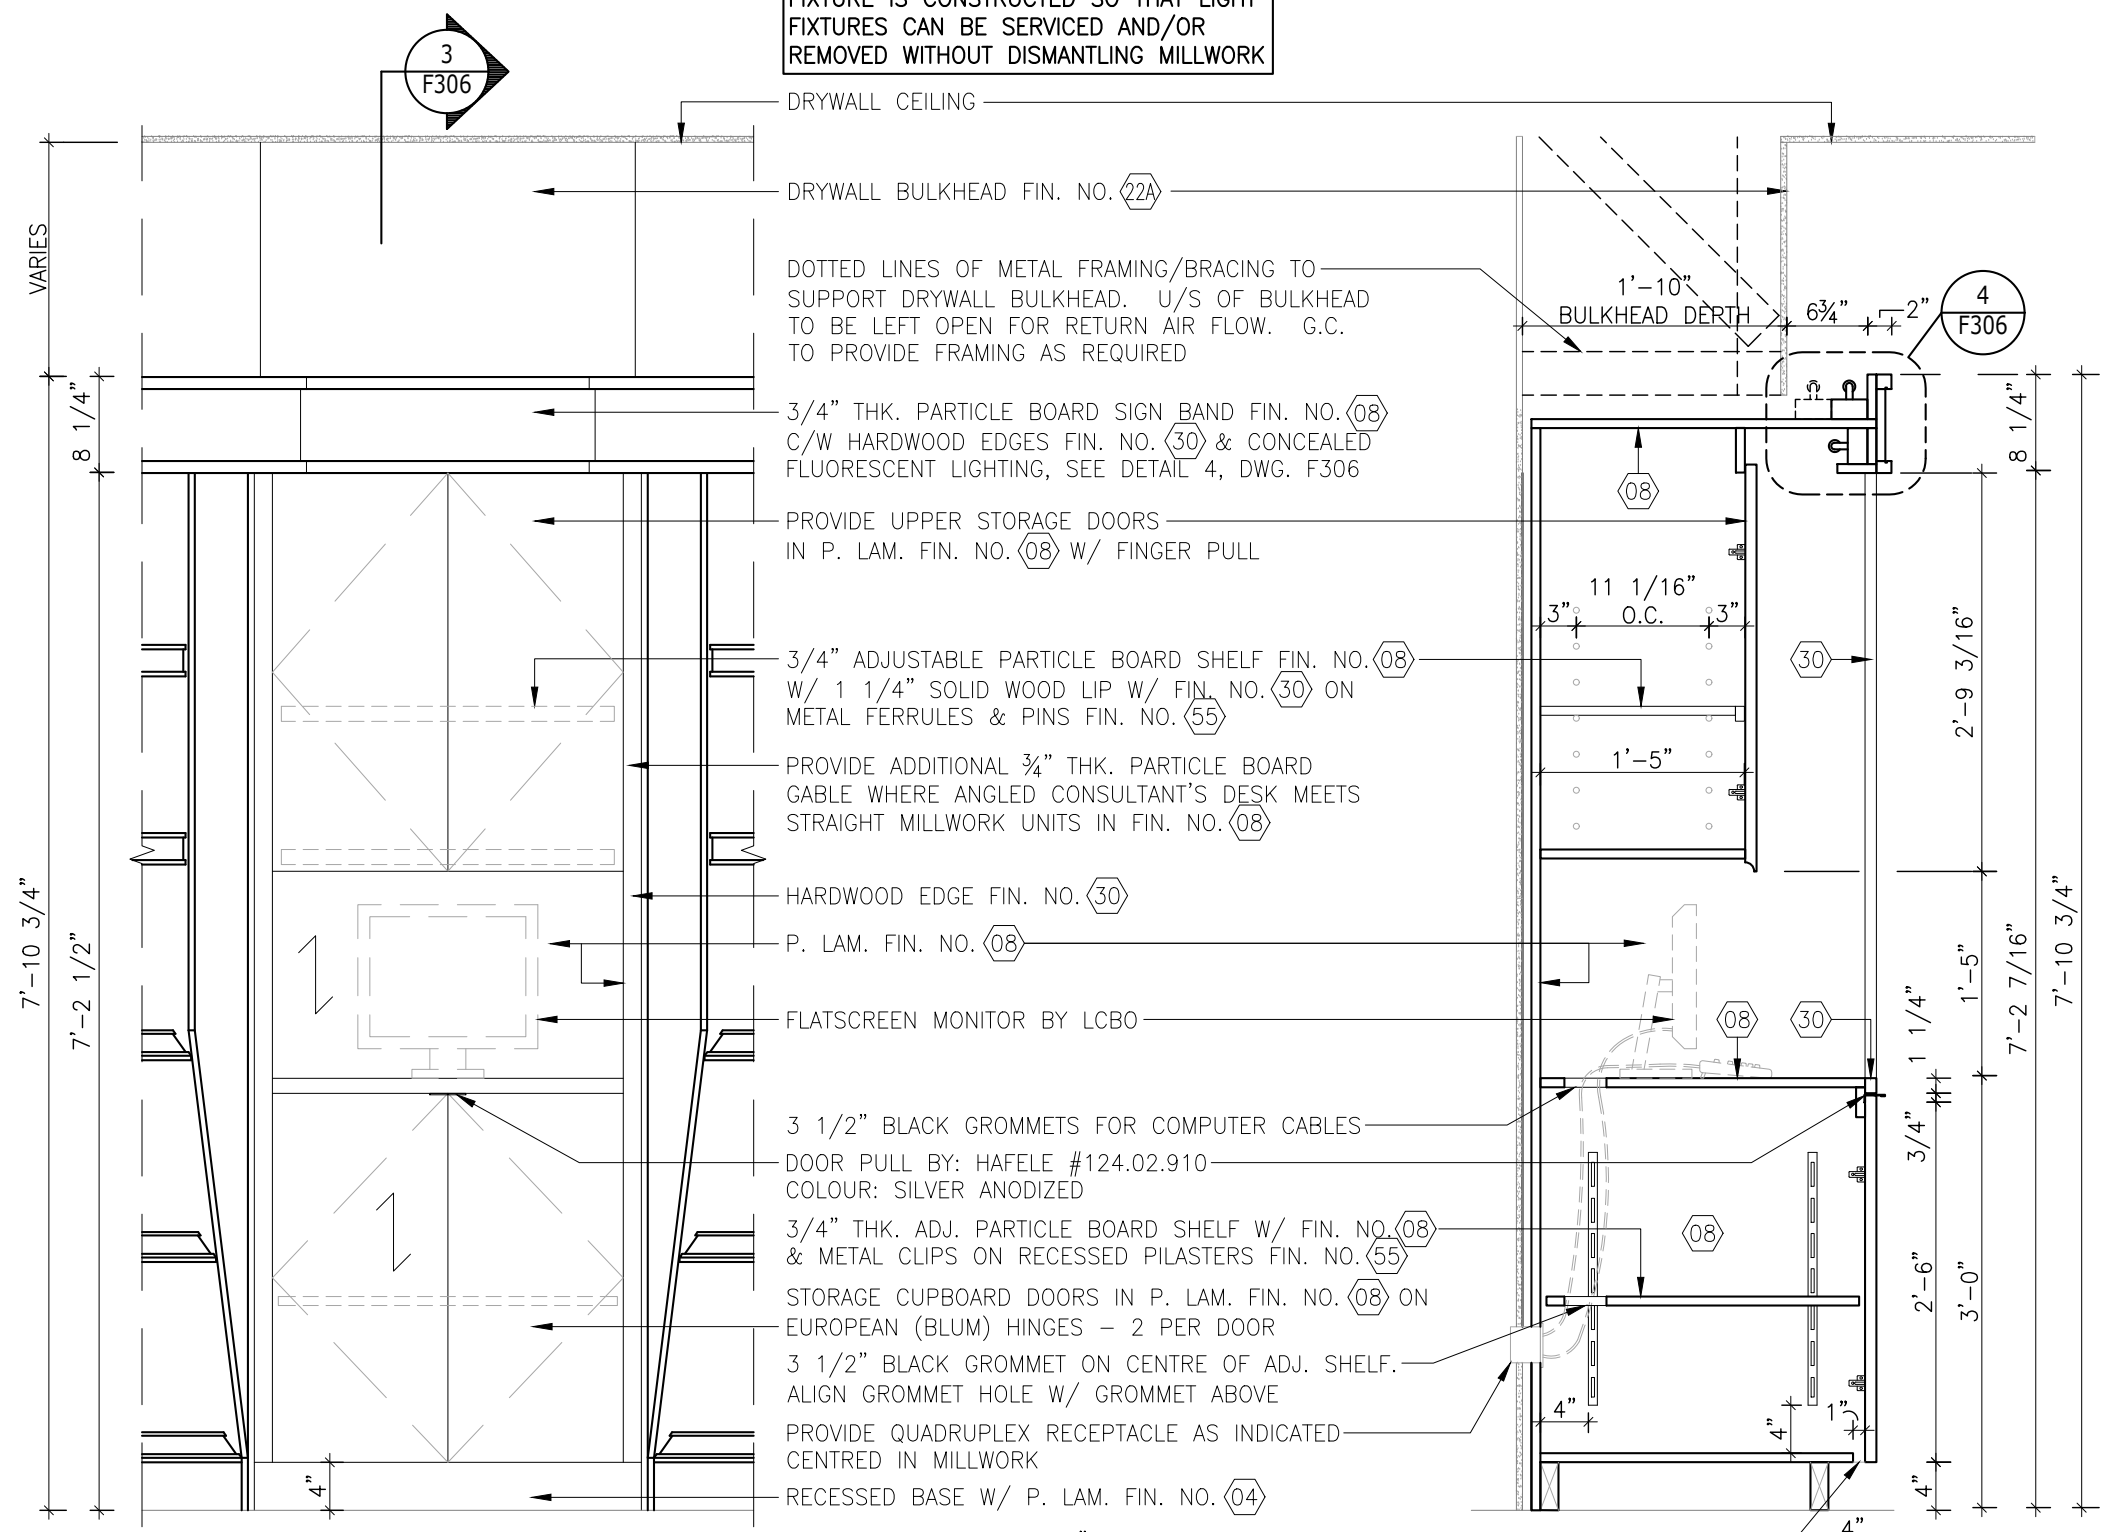 FIXTURE IS CONSTRUCTED SO THAT LIGHT
FIXTURES CAN BE SERVICED AND/OR
REMOVED WITHOUT DISMANTLING MILLWORK
3
F306
DRYWALL CEILING
DRYWALL BULKHEAD FIN. NO. 22A
DOTTED LINES OF METAL FRAMING/BRACING TO
SUPPORT DRYWALL BULKHEAD. U/S OF BULKHEAD
TO BE LEFT OPEN FOR RETURN AIR FLOW. G.C.
TO PROVIDE FRAMING AS REQUIRED
3/4" THK. PARTICLE BOARD SIGN BAND FIN. NO. 08
C/W HARDWOOD EDGES FIN. NO. 30 & CONCEALED
FLUORESCENT LIGHTING, SEE DETAIL 4, DWG. F306
PROVIDE UPPER STORAGE DOORS
IN P. LAM. FIN. NO. 08 W/ FINGER PULL
3/4" ADJUSTABLE PARTICLE BOARD SHELF FIN. NO. 08
W/ 1 1/4" SOLID WOOD LIP W/ FIN. NO. 30 ON
METAL FERRULES & PINS FIN. NO. 55
PROVIDE ADDITIONAL ¾" THK. PARTICLE BOARD
GABLE WHERE ANGLED CONSULTANT'S DESK MEETS
STRAIGHT MILLWORK UNITS IN FIN. NO. 08
HARDWOOD EDGE FIN. NO. 30
P. LAM. FIN. NO. 08
FLATSCREEN MONITOR BY LCBO
3 1/2" BLACK GROMMETS FOR COMPUTER CABLES
DOOR PULL BY: HAFELE #124.02.910
COLOUR: SILVER ANODIZED
3/4" THK. ADJ. PARTICLE BOARD SHELF W/ FIN. NO. 08
& METAL CLIPS ON RECESSED PILASTERS FIN. NO. 55
STORAGE CUPBOARD DOORS IN P. LAM. FIN. NO. 08 ON
EUROPEAN (BLUM) HINGES – 2 PER DOOR
3 1/2" BLACK GROMMET ON CENTRE OF ADJ. SHELF.
ALIGN GROMMET HOLE W/ GROMMET ABOVE
PROVIDE QUADRUPLEX RECEPTACLE AS INDICATED
CENTRED IN MILLWORK
RECESSED BASE W/ P. LAM. FIN. NO. 04
VARIES
8 1/4"
7'-10 3/4"
7'-2 1/2"
4"
1'-10"
BULKHEAD DEPTH
6¾"
2"
4
F306
8 1/4"
08
11 1/16"
O.C.
3"
3"
30
2'-9 3/16"
1'-5"
7'-10 3/4"
7'-2 7/16"
1'-5"
1 1/4"
08
30
3/4"
08
2'-6"
3'-0"
4"
4"
1"
4"
4"